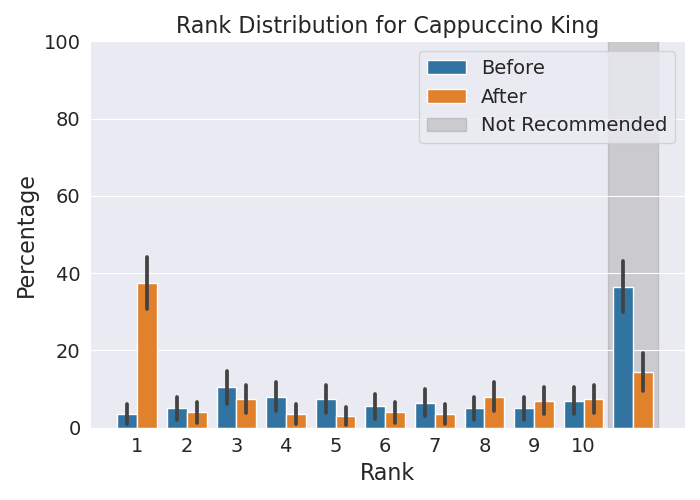 Rank Distribution for Cappuccino King
100
80
60
40
20
0
Percentage
Before
After
Not Recommended
1 2 3 4 5 6 7 8 9 10
Rank